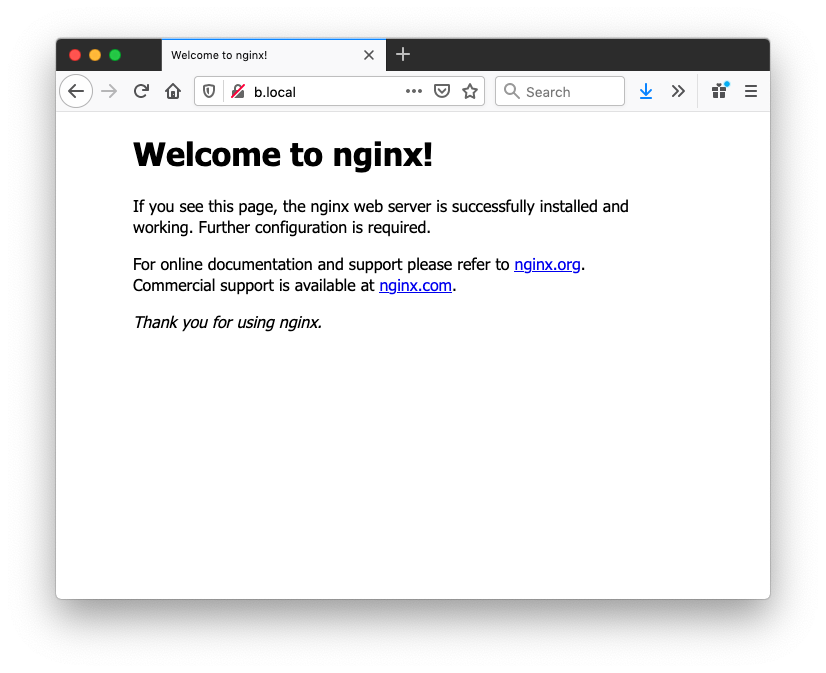 Welcome to nginx!
b.local
Search
Welcome to nginx!
If you see this page, the nginx web server is successfully installed and
working. Further configuration is required.
For online documentation and support please refer to nginx.org.
Commercial support is available at nginx.com.
Thank you for using nginx.